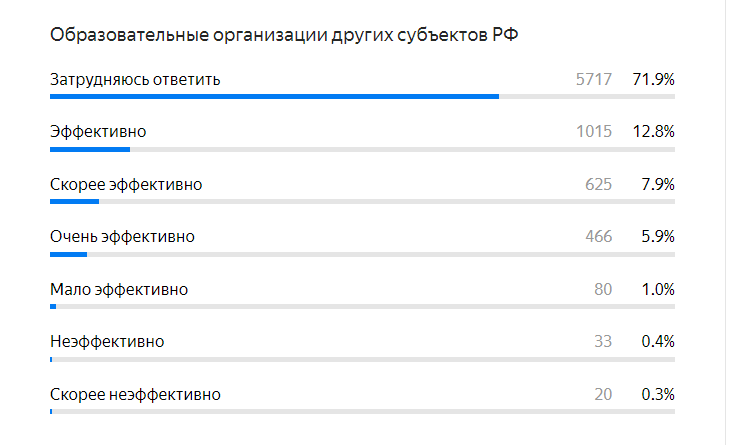 Образовательные организации других субъектов РФ
Затрудняюсь ответить 5717 71.9%
Эффективно 1015 12.8%
Скорее эффективно 625 7.9%
Очень эффективно 466 5.9%
Мало эффективно 80 1.0%
Неэффективно 33 0.4%
Скорее неэффективно 20 0.3%